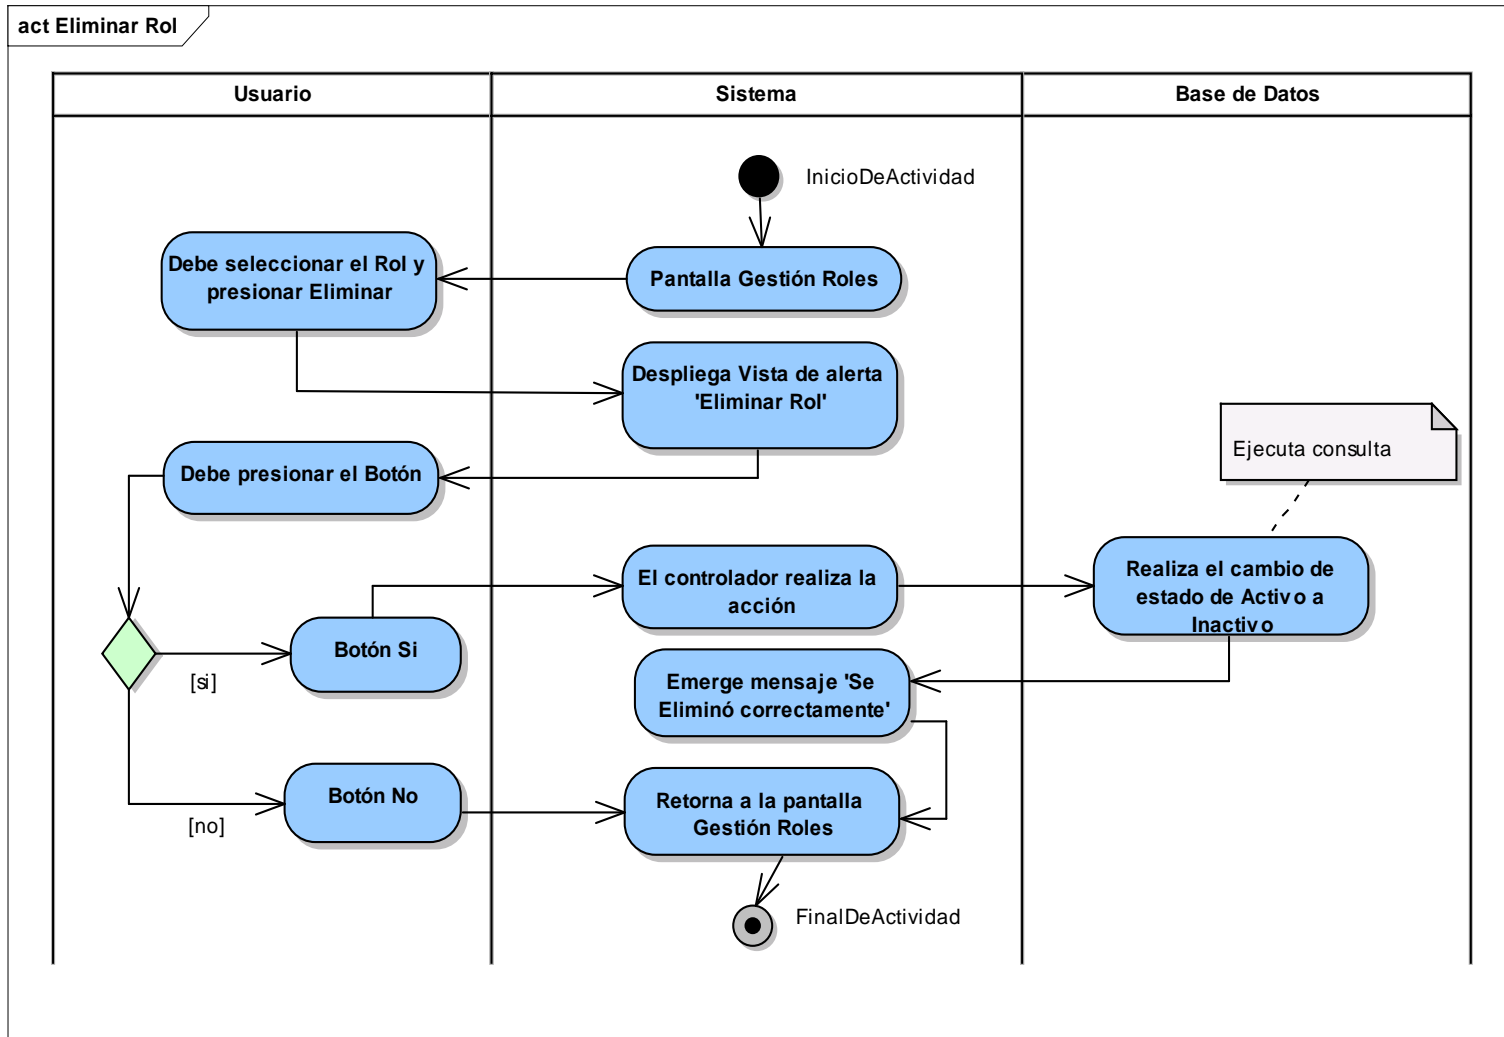 act Eliminar Rol
Usuario
Sistema
Base de Datos
InicioDeActividad
Debe seleccionar el Rol y
presionar Eliminar
Pantalla Gestión Roles
Despliega Vista de alerta
'Eliminar Rol'
Ejecuta consulta
Debe presionar el Botón
El controlador realiza la
acción
Realiza el cambio de
estado de Activo a
Inactivo
Botón Si
[si]
Emerge mensaje 'Se
Eliminó correctamente'
Botón No
[no]
Retorna a la pantalla
Gestión Roles
FinalDeActividad